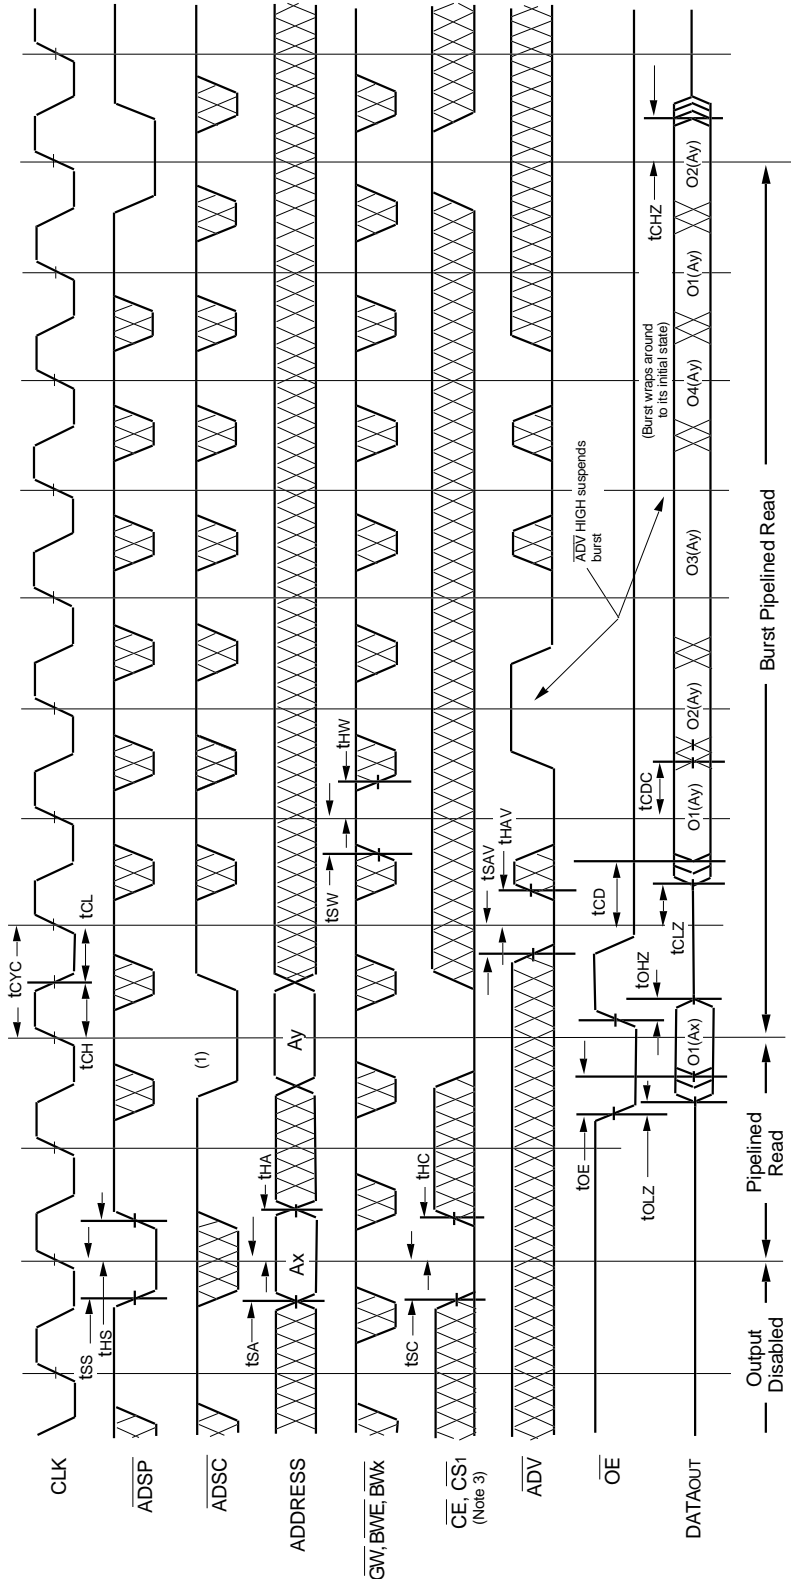 CLK
tCYC
tCH
tCL
tSS
tHS
ADSP
ADSC
(1)
ADDRESS
tSA
tHA
Ax
Ay
GW, BWE, BWx
tSW
tHW
CE, CS1
(Note 3)
tSC
tHC
ADV
tSAV
tHAV
ADV HIGH suspends
burst
OE
tOE
tOLZ
tOHZ
tCD
tCLZ
tCDC
(Burst wraps around
to its initial state)
tCHZ
DATAOUT
O1(Ax)
O1(Ay)
O2(Ay)
O3(Ay)
O4(Ay)
O1(Ay)
O2(Ay)
Output
Disabled
Pipelined
Read
Burst Pipelined Read